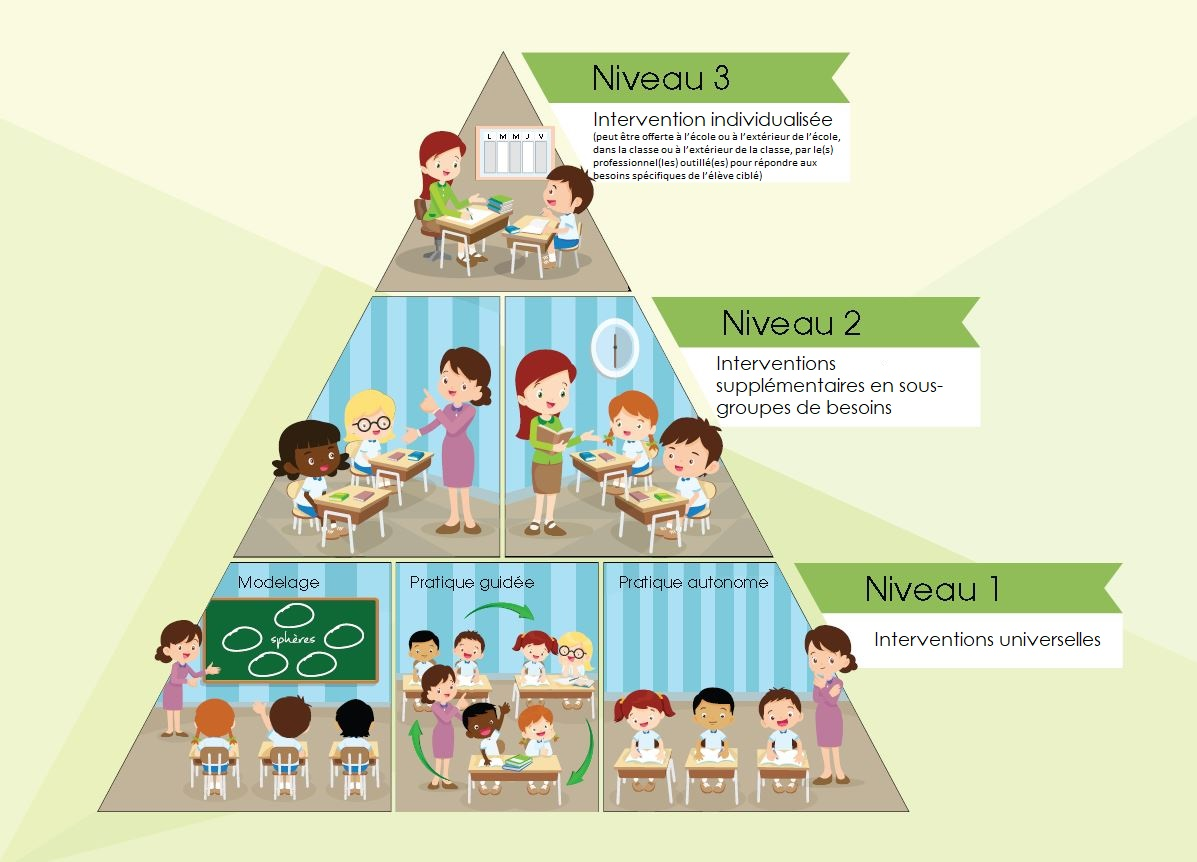 Niveau 3
Intervention individualisée
(peut être offerte à l'école ou à l'extérieur de l'école,
dans la classe ou à l'extérieur de la classe, par le(s)
professionnel(les) outillé(es) pour répondre aux
besoins spécifiques de l'élève ciblé)
L M M J V
Niveau 2
Interventions
supplémentaires en sous-
groupes de besoins
Modelage
Pratique guidée
Pratique autonome
Niveau 1
Interventions universelles
sphères